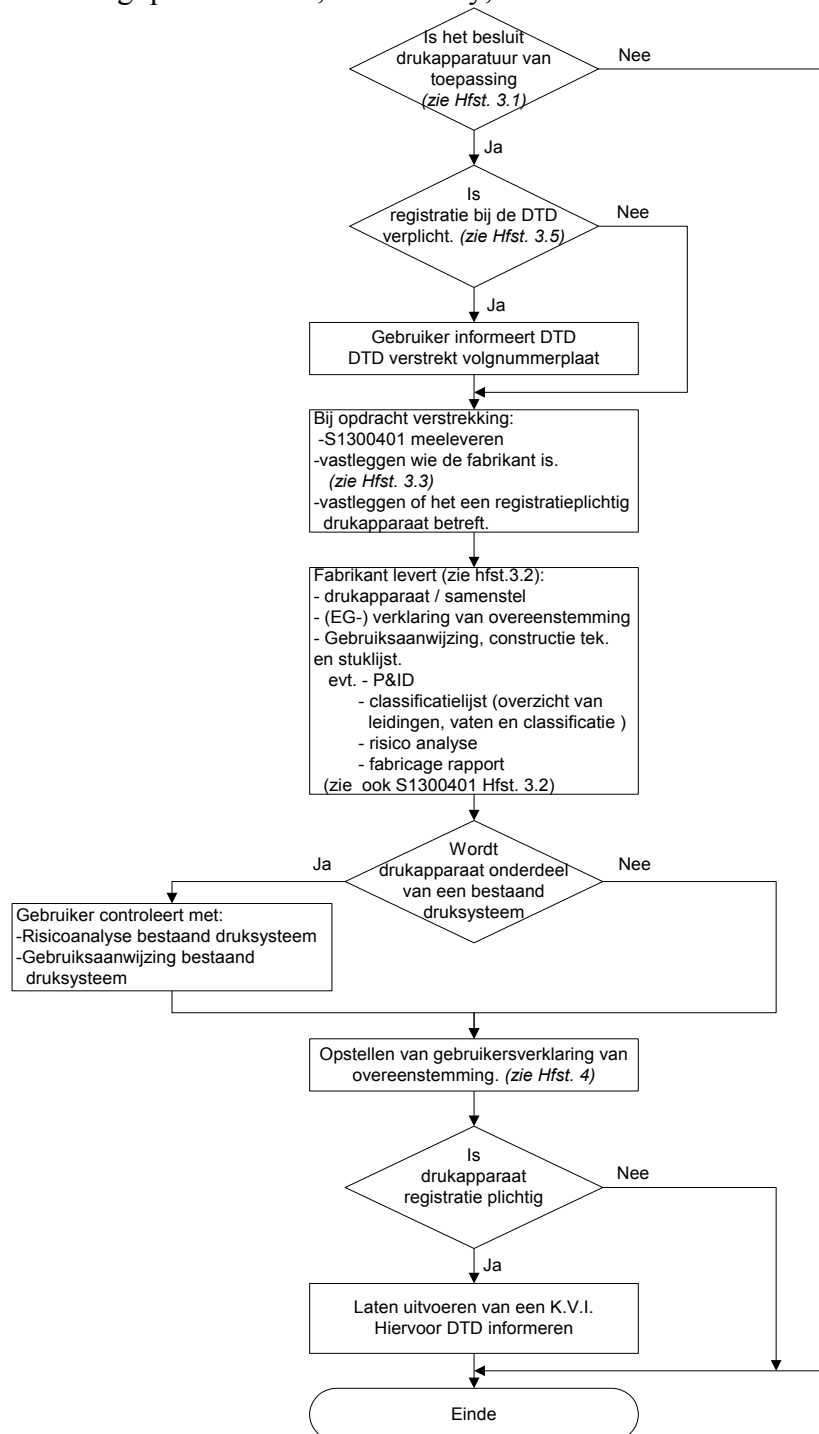 Is het besluit
drukapparatuur van
toepassing
(zie Hfst. 3.1)
Nee
Ja
Is
registratie bij de DTD
verplicht. (zie Hfst. 3.5)
Nee
Ja
Gebruiker informeert DTD
DTD verstrekt volgnummerplaat
Bij opdracht verstrekking:
-S1300401 meeleveren
-vastleggen wie de fabrikant is.
(zie Hfst. 3.3)
-vastleggen of het een registratieplichtig
drukapparaat betreft.
Fabrikant levert (zie hfst.3.2):
- drukapparaat / samenstel
- (EG-) verklaring van overeenstemming
- Gebruiksaanwijzing, constructie tek.
en stuklijst.
evt. - P&ID
- classificatielijst (overzicht van
leidingen, vaten en classificatie )
- risico analyse
- fabricage rapport
(zie ook S1300401 Hfst. 3.2)
Wordt
drukapparaat onderdeel
van een bestaand
druksysteem
Ja
Nee
Gebruiker controleert met:
-Risicoanalyse bestaand druksysteem
-Gebruiksaanwijzing bestaand
druksysteem
Opstellen van gebruikersverklaring van
overeenstemming. (zie Hfst. 4)
Is
drukapparaat
registratie plichtig
Nee
Ja
Laten uitvoeren van een K.V.I.
Hiervoor DTD informeren
Einde